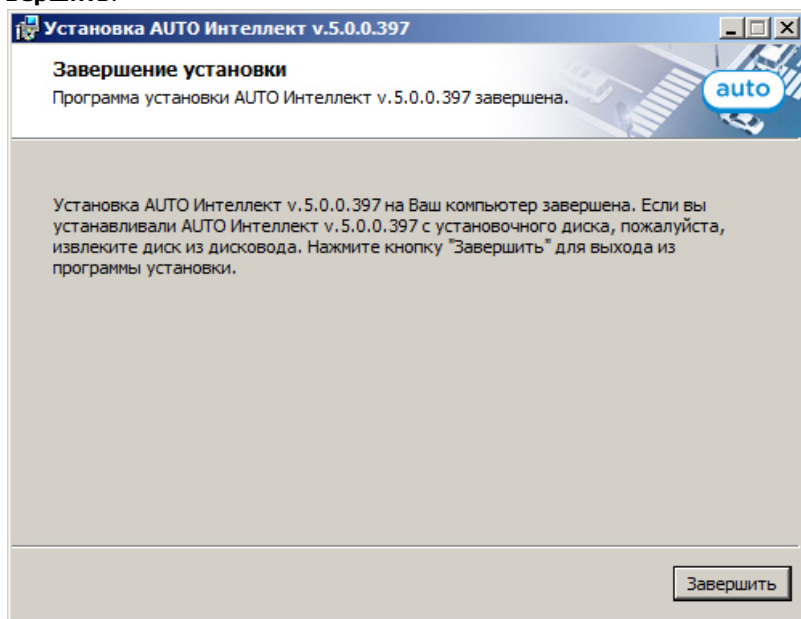 вершить.
Установка AUTO Интеллект v.5.0.0.397
Завершение установки
Программа установки AUTO Интеллект v.5.0.0.397 завершена.
auto
Установка AUTO Интеллект v.5.0.0.397 на Ваш компьютер завершена. Если вы
устанавливали AUTO Интеллект v.5.0.0.397 с установочного диска, пожалуйста,
извлеките диск из дисковода. Нажмите кнопку "Завершить" для выхода из
программы установки.
Завершить